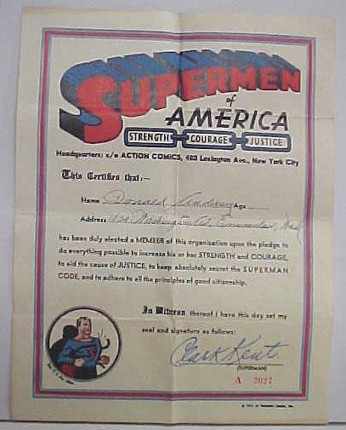 SUPERMEN
of
AMERICA
STRENGTH COURAGE JUSTICE
Headquarters: c/o ACTION COMICS, 480 Lexington Ave., New York City
This Certifies that:—
Name Donald Anderson Age
Address Washington
has been duly elected a MEMBER of this organization upon the pledge to
do everything possible to increase his or her STRENGTH and COURAGE,
to aid the cause of JUSTICE, to keep absolutely secret the SUPERMAN
CODE, and to adhere to all the principles of good citizenship.
In Witness thereof I have this day set my
seal and signature as follows:
Clark Kent
(SUPERMAN)
A 2027